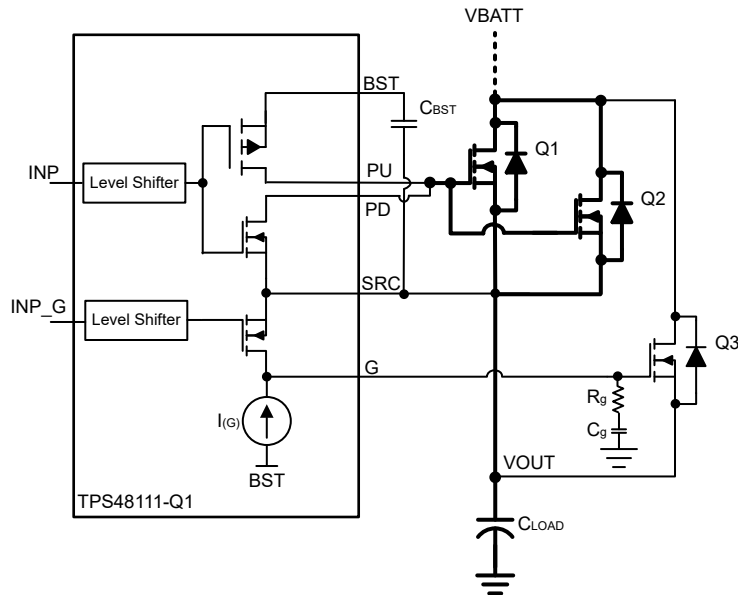 VBATT
BST
CBST
Q1
INP
Level Shifter
PU
PD
Q2
SRC
INP_G
Level Shifter
G
Q3
Rg
Cg
I(G)
VOUT
BST
TPS48111-Q1
CLOAD